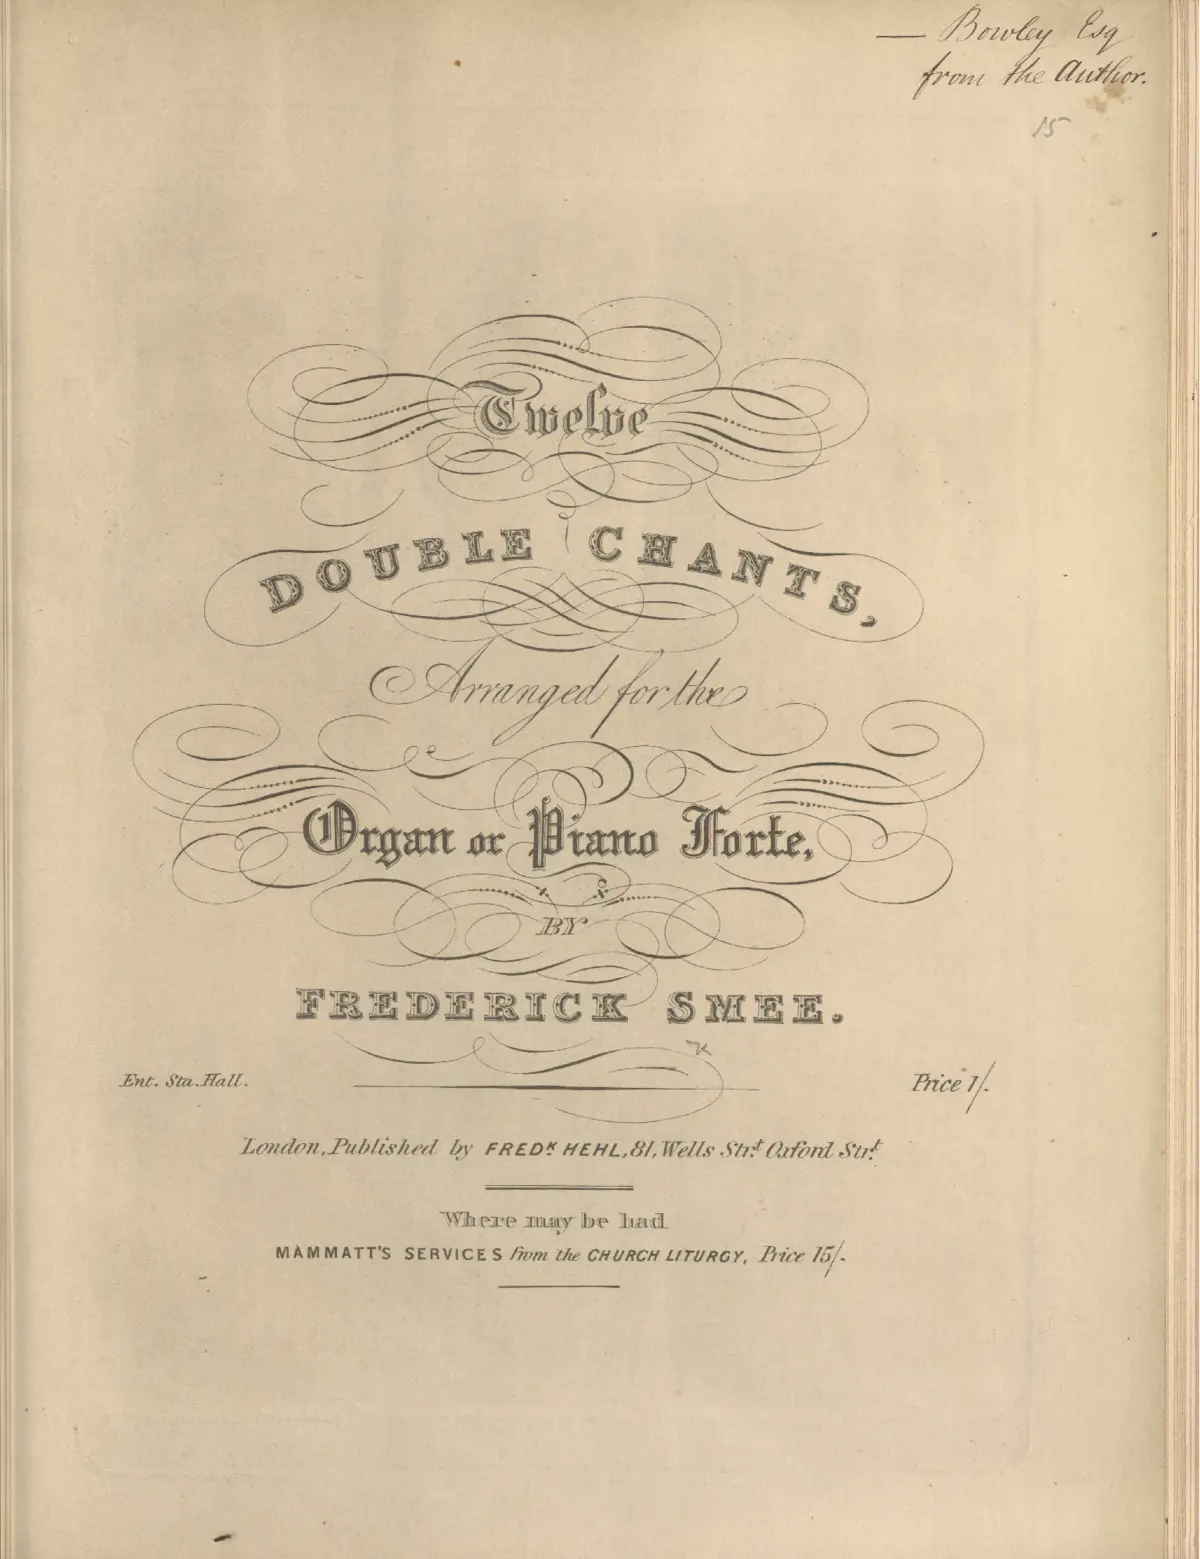 — Bowley Esq
from the Author.
15
Twelve
DOUBLE CHANTS,
Arranged for the
Organ or Piano Forte,
BY
FREDERICK SMEE.
Ent. Sta. Hall.
Price 1/.
London, Published by FREDK. HEHL, 81, Wells Strt. Oxford Strt.
Where may be had
MAMMATT'S SERVICES from the CHURCH LITURGY, Price 15/-